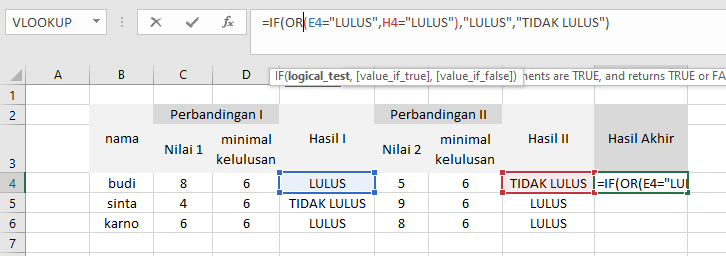 VLOOKUP =IF(OR(E4="LULUS",H4="LULUS"),"LULUS","TIDAK LULUS")
IF(logical_test, [value_if_true], [value_if_false]) ments are TRUE, and returns TRUE or FA
A B C D E F G H I
1
2 nama Perbandingan I Hasil I Perbandingan II Hasil II Hasil Akhir
3 Nilai 1 minimal kelulusan Nilai 2 minimal kelulusan
4 budi 8 6 LULUS 5 6 TIDAK LULUS =IF(OR(E4="LUI
5 sinta 4 6 TIDAK LULUS 9 6 LULUS
6 karno 6 6 LULUS 8 6 LULUS
7